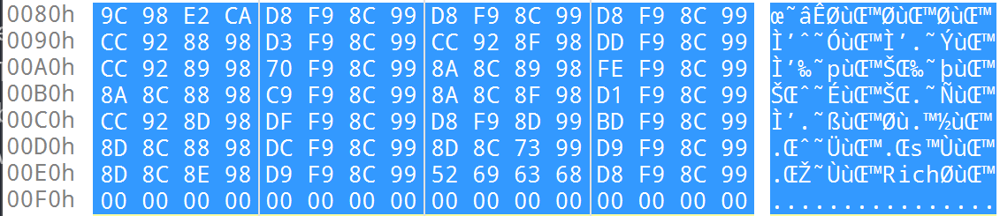 0080h 9C 98 E2 CA D8 F9 8C 99 D8 F9 8C 99 D8 F9 8C 99 œ˜âÊØùŒ™ØùŒ™ØùŒ™
0090h CC 92 88 98 D3 F9 8C 99 CC 92 8F 98 DD F9 8C 99 Ì’ˆ˜ÓùŒ™Ì’.˜ÝùŒ™
00A0h CC 92 89 98 70 F9 8C 99 8A 8C 89 98 FE F9 8C 99 Ì’‰˜pùŒ™ŠŒ‰˜þùŒ™
00B0h 8A 8C 88 98 C9 F9 8C 99 8A 8C 8F 98 D1 F9 8C 99 ŠŒˆ˜ÉùŒ™ŠŒ.˜ÑùŒ™
00C0h CC 92 8D 98 DF F9 8C 99 D8 F9 8D 99 BD F9 8C 99 Ì’.˜ßùŒ™Øù.™½ùŒ™
00D0h 8D 8C 88 98 DC F9 8C 99 8D 8C 73 99 D9 F9 8C 99 .Œˆ˜ÜùŒ™.Œs™ÙùŒ™
00E0h 8D 8C 8E 98 D9 F9 8C 99 52 69 63 68 D8 F9 8C 99 .ŒŽ˜ÙùŒ™RichØùŒ™
00F0h 00 00 00 00 00 00 00 00 00 00 00 00 00 00 00 00 ................